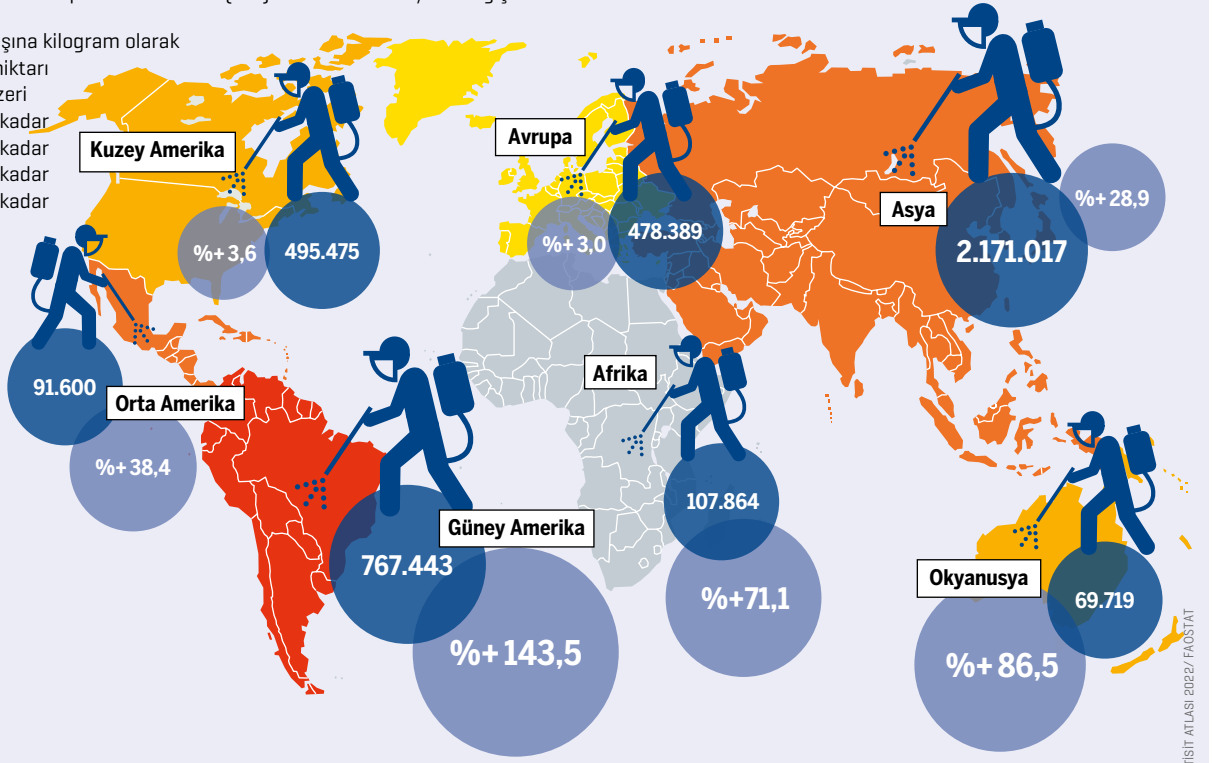 şına kilogram olarak
miktarı
zeri
kadar
kadar
kadar
kadar
Kuzey Amerika
%+ 3,6
495.475
Avrupa
%+ 3,0
478.389
Asya
2.171.017
%+ 28,9
91.600
Orta Amerika
%+ 38,4
Güney Amerika
767.443
%+ 143,5
Afrika
107.864
%+71,1
Okyanusya
69.719
%+ 86,5
TİSİT ATLASI 2022/ FAOSTAT